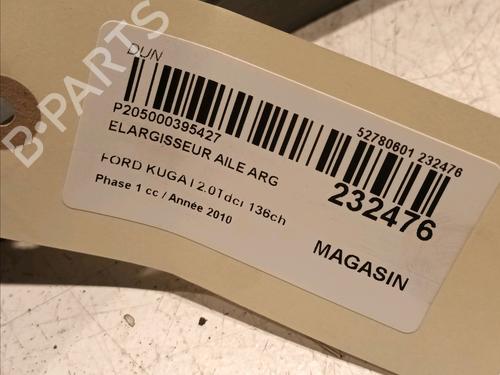 DUN
P205000395427
52780601 232476
ELARGISSEUR AILE ARG
232476
FORD KUGA I 2.0Tdci 136ch
Phase 1 cc / Année 2010
MAGASIN
B-PARTS